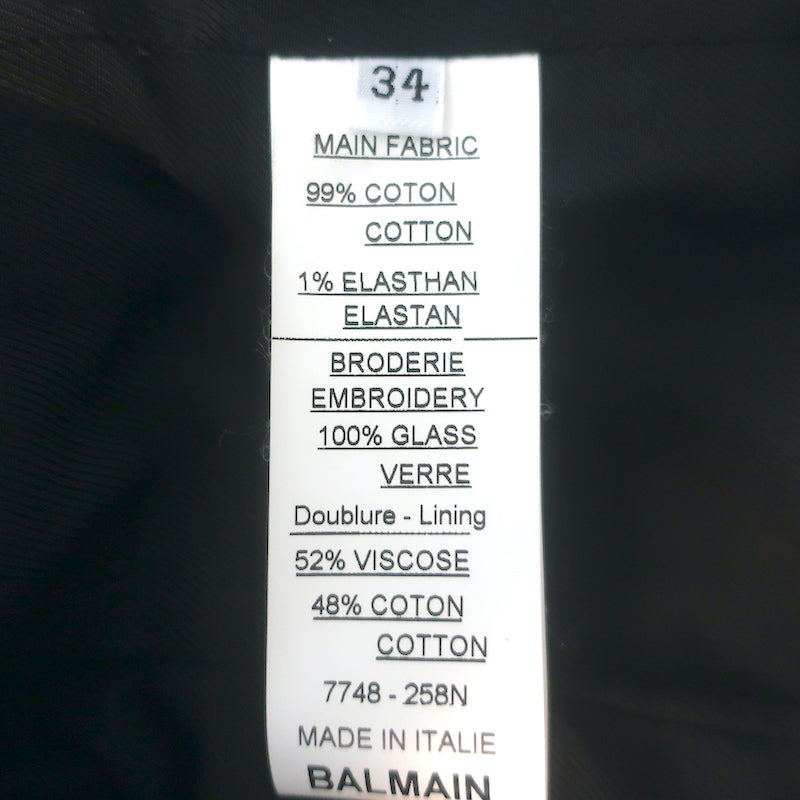 34
MAIN FABRIC
99% COTON
COTTON
1% ELASTHAN
ELASTAN
BRODERIE
EMBROIDERY
100% GLASS
VERRE
Doublure - Lining
52% VISCOSE
48% COTON
COTTON
7748 - 258N
MADE IN ITALIE
BALMAIN